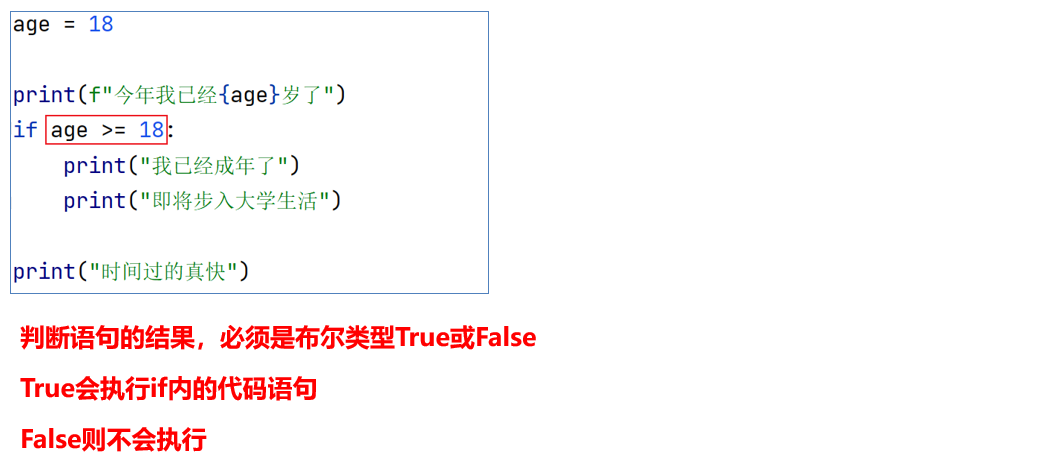 age = 18
print(f"今年我已经{age}岁了")
if age >= 18:
    print("我已经成年了")
    print("即将步入大学生活")
print("时间过的真快")
判断语句的结果，必须是布尔类型True或False
True会执行if内的代码语句
False则不会执行